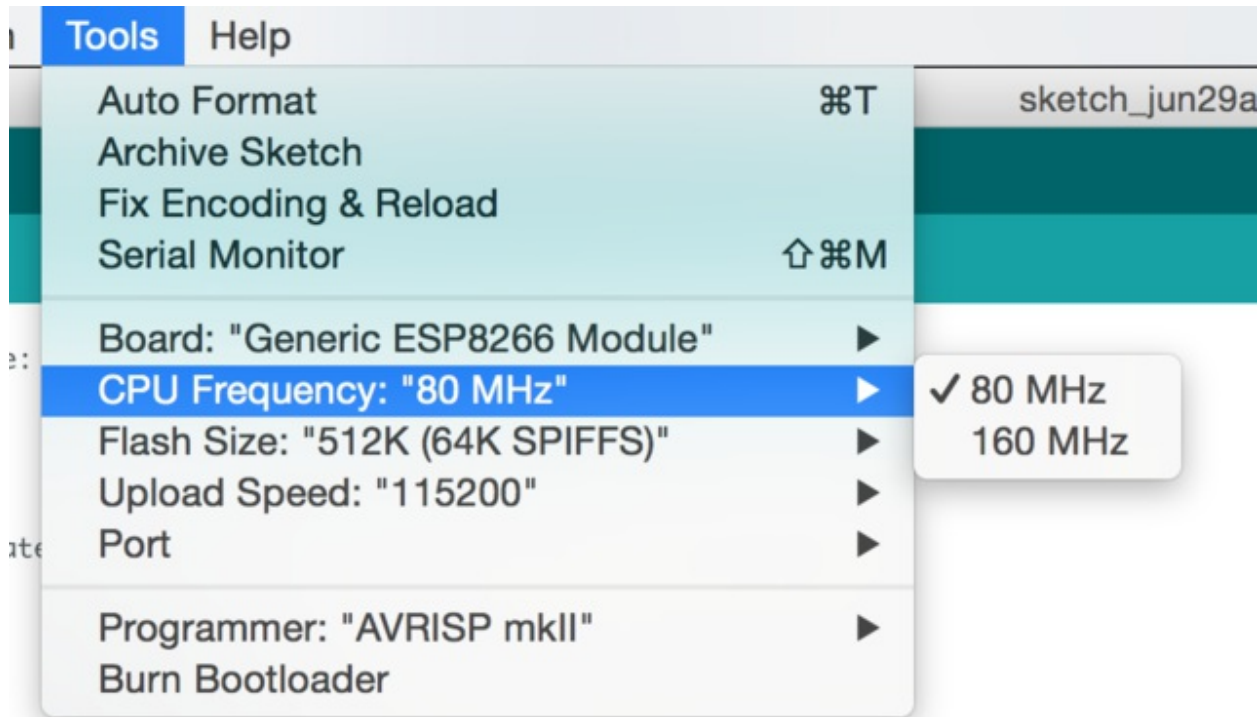 Tools Help
sketch_jun29a
Auto Format ⌘T
Archive Sketch
Fix Encoding & Reload
Serial Monitor ⇧⌘M
Board: "Generic ESP8266 Module" ▶
CPU Frequency: "80 MHz" ▶
✓ 80 MHz
160 MHz
Flash Size: "512K (64K SPIFFS)" ▶
Upload Speed: "115200" ▶
Port ▶
Programmer: "AVRISP mkII" ▶
Burn Bootloader